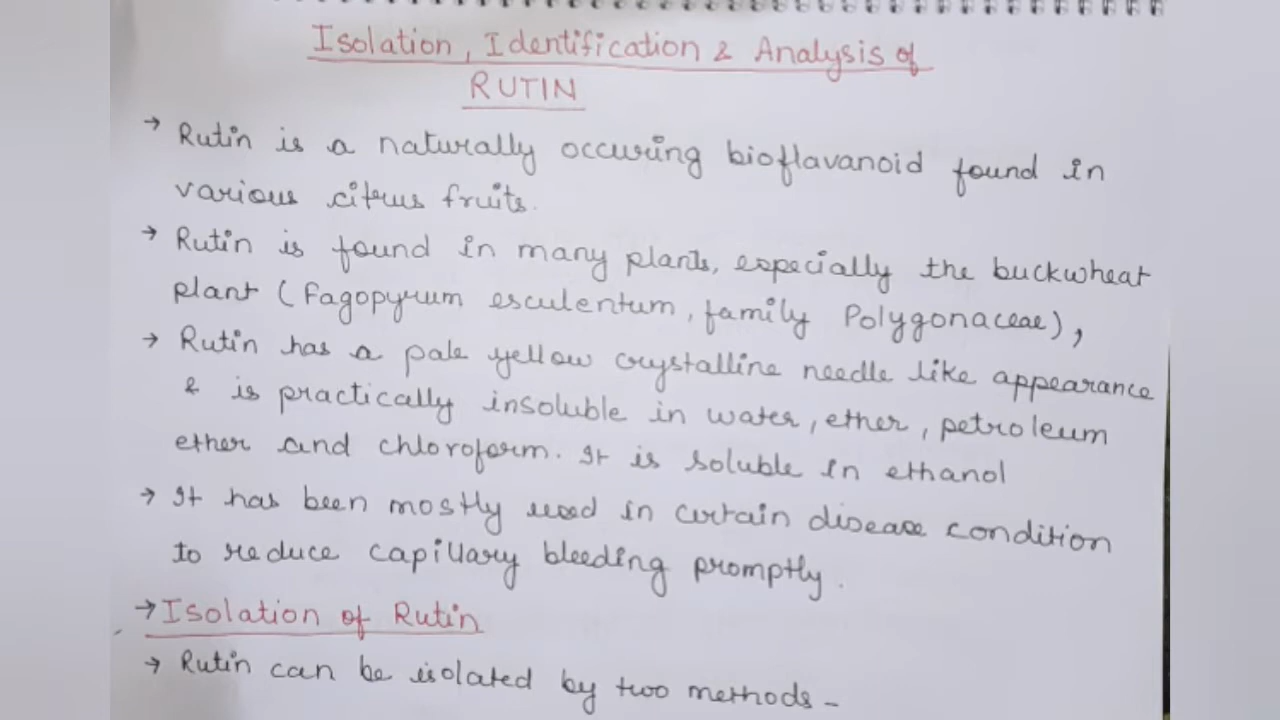 Isolation, Identification & Analysis of
RUTIN
→ Rutin is a naturally occuring bioflavanoid found in
various citrus fruits.
→ Rutin is found in many plants, especially the buckwheat
plant (Fagopyrum esculentum, family Polygonaceae),
→ Rutin has a pale yellow crystalline needle like appearance
& is practically insoluble in water, ether, petroleum
ether and chloroform. It is soluble in ethanol
→ It has been mostly used in certain disease condition
to reduce capillary bleeding promptly.
→ Isolation of Rutin
→ Rutin can be isolated by two methods -